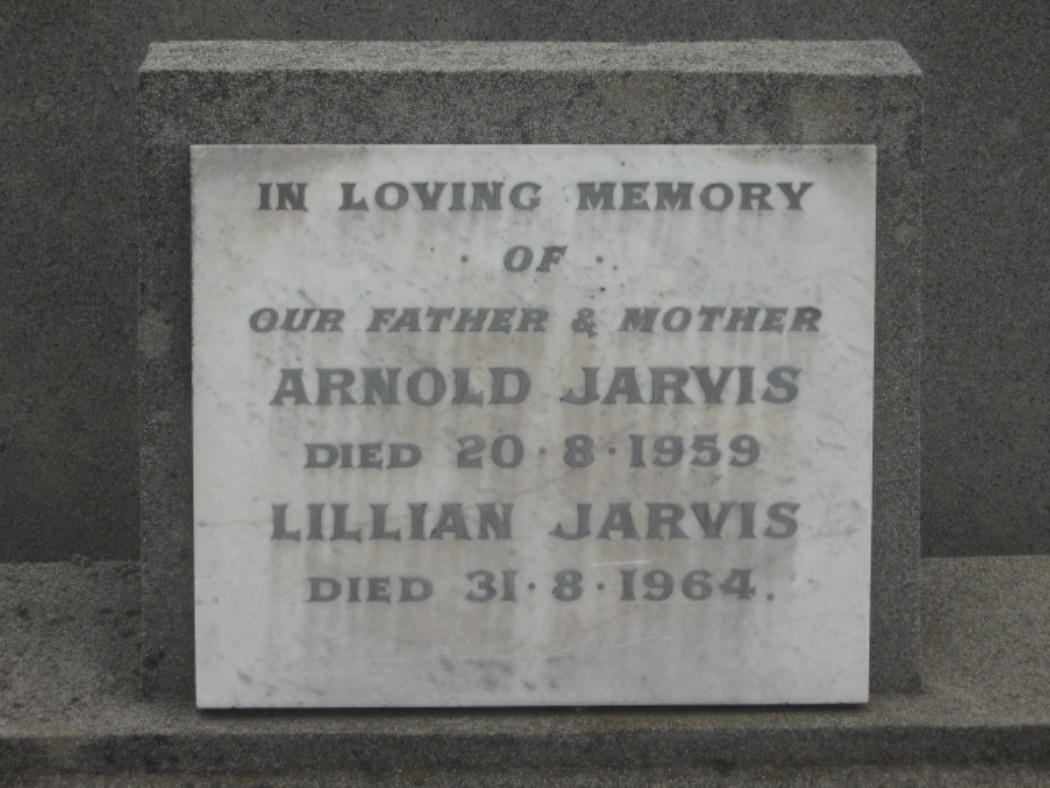 IN LOVING MEMORY
· OF ·
OUR FATHER & MOTHER
ARNOLD JARVIS
DIED 20·8·1959
LILLIAN JARVIS
DIED 31·8·1964.